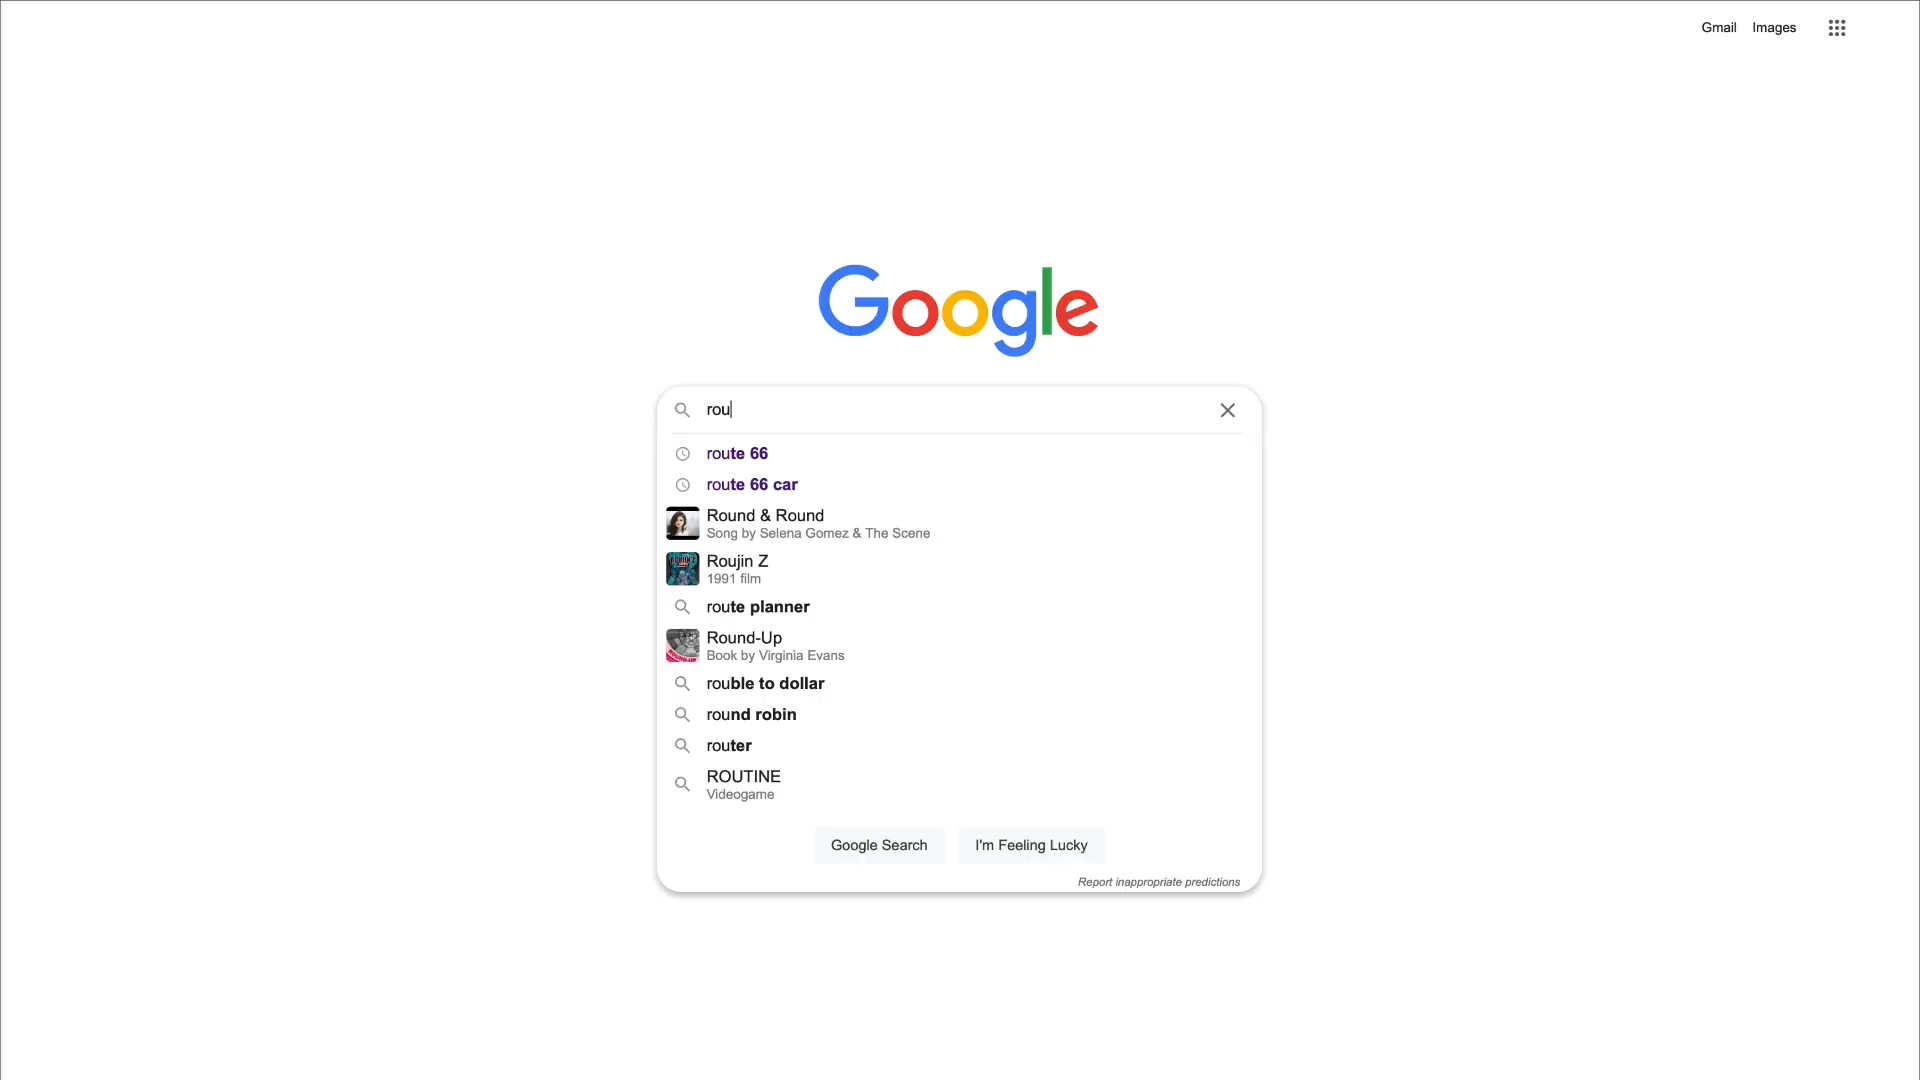 Gmail Images
Google
rou
route 66
route 66 car
Round & Round
Song by Selena Gomez & The Scene
Roujin Z
1991 film
route planner
Round-Up
Book by Virginia Evans
rouble to dollar
round robin
router
ROUTINE
Videogame
Google Search I'm Feeling Lucky
Report inappropriate predictions